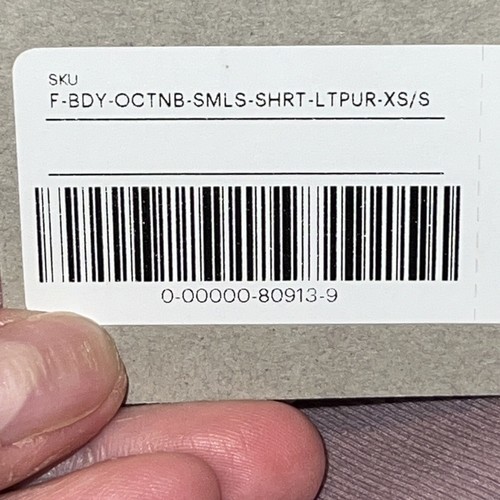 SKU
F-BDY-OCTNB-SMLS-SHRT-LTPUR-XS/S
0-00000-80913-9